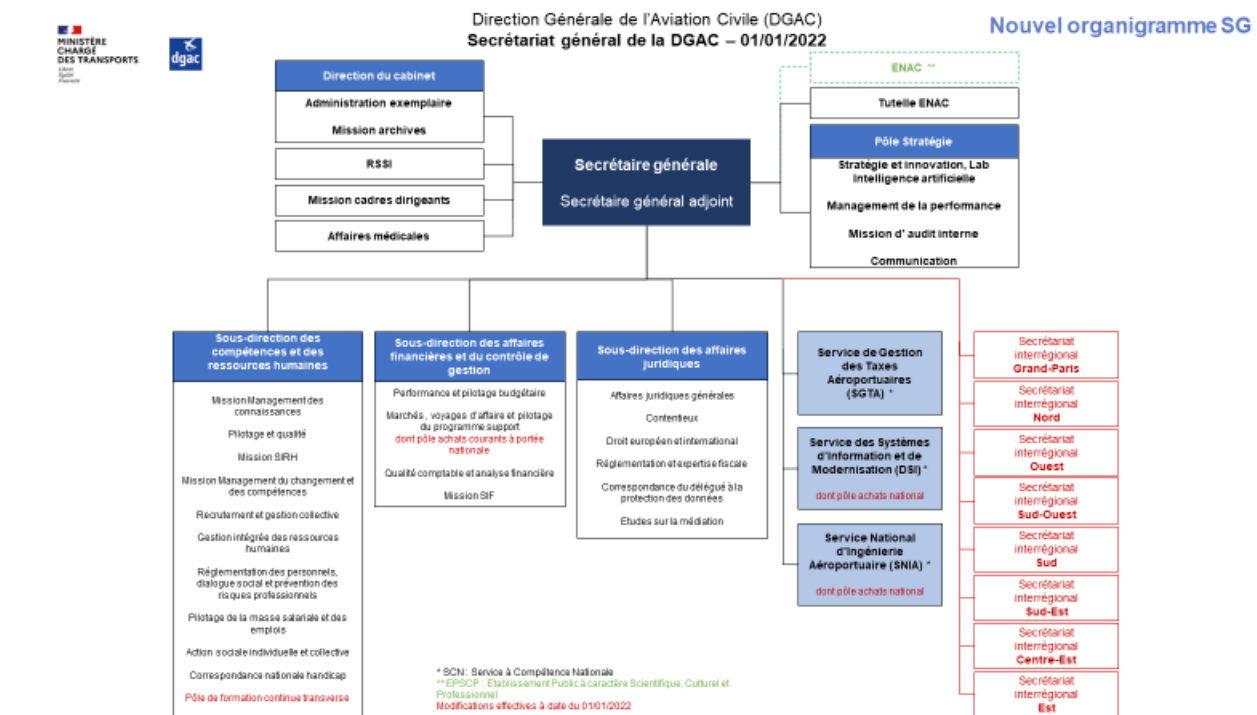 Direction Générale de l'Aviation Civile (DGAC)
Secrétariat général de la DGAC – 01/01/2022
Nouvel organigramme SG
MINISTÈRE
CHARGÉ
DES TRANSPORTS
Liberté
Égalité
Fraternité
dgac
Direction du cabinet
Administration exemplaire
Mission archives
RSSI
Mission cadres dirigeants
Affaires médicales
Secrétaire générale
Secrétaire général adjoint
ENAC **
Tutelle ENAC
Pôle Stratégie
Stratégie et innovation, Lab
Intelligence artificielle
Management de la performance
Mission d' audit interne
Communication
Sous-direction des
compétences et des
ressources humaines
Mission Management des
connaissances
Pilotage et qualité
Mission SIRH
Mission Management du changement et
des compétences
Recrutement et gestion collective
Gestion intégrée des ressources
humaines
Réglementation des personnels,
dialogue social et prévention des
risques professionnels
Pilotage de la masse salariale et des
emplois
Action sociale individuelle et collective
Correspondance nationale handicap
Pôle de formation continue transverse
Sous-direction des affaires
financières et du contrôle de
gestion
Performance et pilotage budgétaire
Marchés, voyages d'affaire et pilotage
du programme support
dont pôle achats courants à portée
nationale
Qualité comptable et analyse financière
Mission SIF
Sous-direction des affaires
juridiques
Affaires juridiques générales
Contentieux
Droit européen et international
Réglementation et expertise fiscale
Correspondance du délégué à la
protection des données
Etudes sur la médiation
Service de Gestion
des Taxes
Aéroportuaires
(SGTA) *
Service des Systèmes
d'Information et de
Modernisation (DSI) *
dont pôle achats national
Service National
d'Ingénierie
Aéroportuaire (SNIA) *
dont pôle achats national
Secrétariat
interrégional
Grand-Paris
Secrétariat
interrégional
Nord
Secrétariat
interrégional
Ouest
Secrétariat
interrégional
Sud-Ouest
Secrétariat
interrégional
Sud
Secrétariat
interrégional
Sud-Est
Secrétariat
interrégional
Centre-Est
Secrétariat
interrégional
Est
* SCN : Service à Compétence Nationale
** EPSCP : Etablissement Public à caractère Scientifique, Culturel et
Professionnel
Modifications effectives à date du 01/01/2022